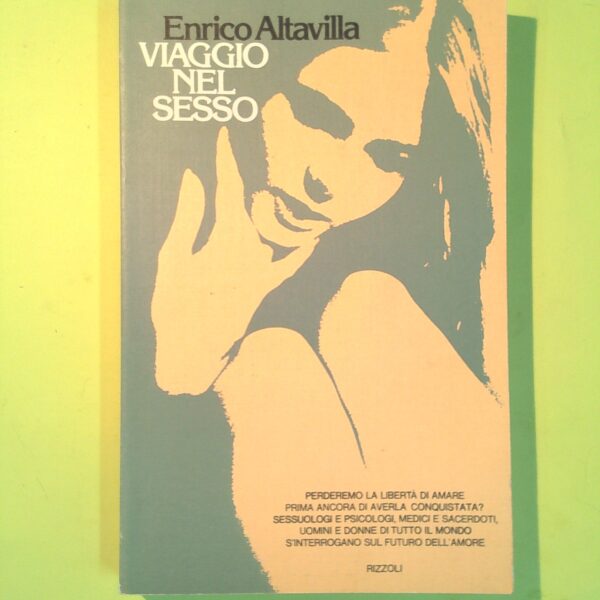 Enrico Altavilla
VIAGGIO
NEL
SESSO
PERDEREMO LA LIBERTÀ DI AMARE
PRIMA ANCORA DI AVERLA CONQUISTATA?
SESSUOLOGI E PSICOLOGI, MEDICI E SACERDOTI,
UOMINI E DONNE DI TUTTO IL MONDO
S'INTERROGANO SUL FUTURO DELL'AMORE
RIZZOLI